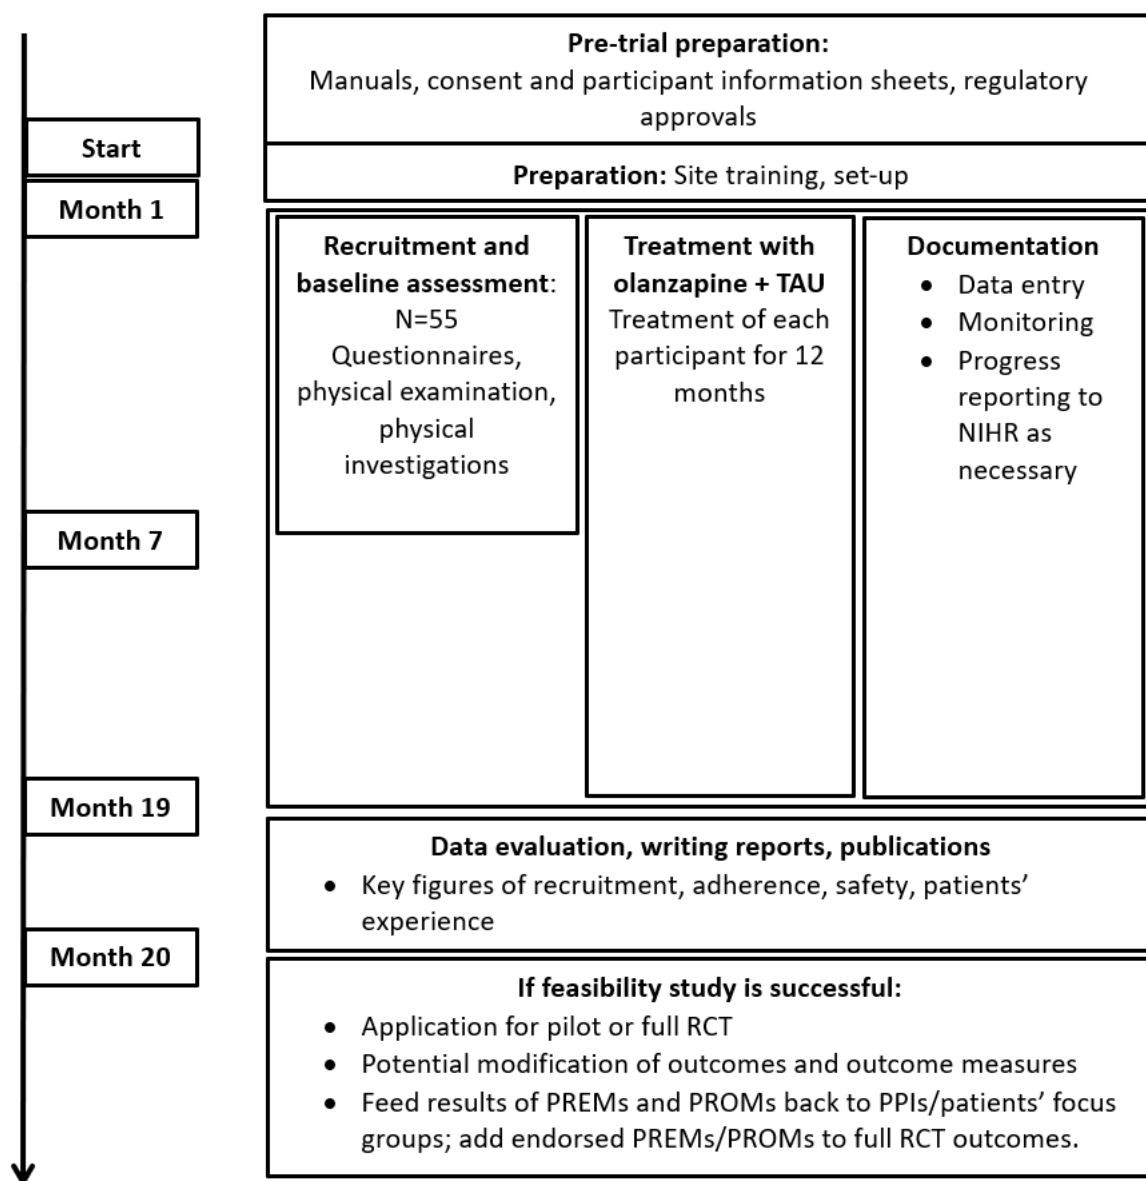 Pre-trial preparation:
Manuals, consent and participant information sheets, regulatory
approvals
Start
Preparation: Site training, set-up
Month 1
Recruitment and
baseline assessment:
N=55
Questionnaires,
physical examination,
physical
investigations
Treatment with
olanzapine + TAU
Treatment of each
participant for 12
months
Documentation
• Data entry
• Monitoring
• Progress
reporting to
NIHR as
necessary
Month 7
Month 19
Data evaluation, writing reports, publications
• Key figures of recruitment, adherence, safety, patients’
experience
Month 20
If feasibility study is successful:
• Application for pilot or full RCT
• Potential modification of outcomes and outcome measures
• Feed results of PREMs and PROMs back to PPIs/patients’ focus
groups; add endorsed PREMs/PROMs to full RCT outcomes.